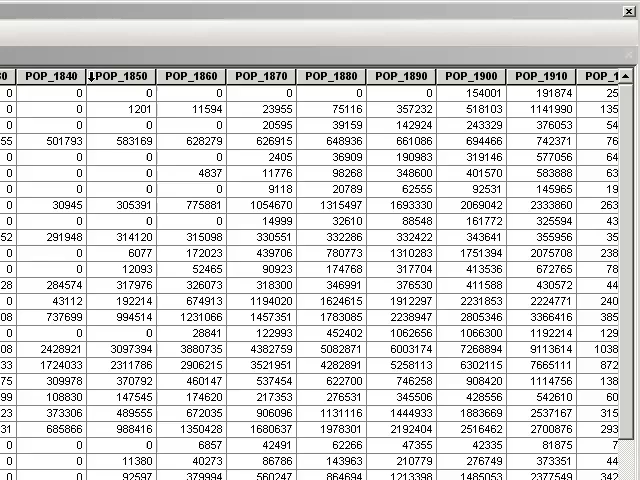 0 POP_1840 POP_1850 POP_1860 POP_1870 POP_1880 POP_1890 POP_1900 POP_1910 POP_1
0 0 0 0 0 0 0 154001 191874 25
0 0 1201 11594 23955 75116 357232 518103 1141990 135
0 0 0 0 20595 39159 142924 243329 376053 54
55 501793 583169 628279 626915 648936 661086 694466 742371 76
0 0 0 0 2405 36909 190983 319146 577056 64
0 0 0 4837 11776 98268 348600 401570 583888 63
0 0 0 0 9118 20789 62555 92531 145965 19
0 30945 305391 775881 1054670 1315497 1693330 2069042 2333860 263
0 0 0 0 14999 32610 88548 161772 325594 43
52 291948 314120 315098 330551 332286 332422 343641 355956 35
0 0 6077 172023 439706 780773 1310283 1751394 2075708 238
0 0 12093 52465 90923 174768 317704 413536 672765 78
28 284574 317976 326073 318300 346991 376530 411588 430572 44
0 43112 192214 674913 1194020 1624615 1912297 2231853 2224771 240
08 737699 994514 1231066 1457351 1783085 2238947 2805346 3366416 385
0 0 0 28841 122993 452402 1062656 1066300 1192214 129
08 2428921 3097394 3880735 4382759 5082871 6003174 7268894 9113614 1038
33 1724033 2311786 2906215 3521951 4282891 5258113 6302115 7665111 872
75 309978 370792 460147 537454 622700 746258 908420 1114756 138
99 108830 147545 174620 217353 276531 345506 428556 542610 60
23 373306 489555 672035 906096 1131116 1444933 1883669 2537167 315
31 685866 988416 1350428 1680637 1978301 2192404 2516462 2700876 293
0 0 0 6857 42491 62266 47355 42335 81875 7
0 0 11380 40273 86786 143963 210779 276749 373351 44
0 0 92597 379994 560247 864694 1213398 1485053 2377549 342